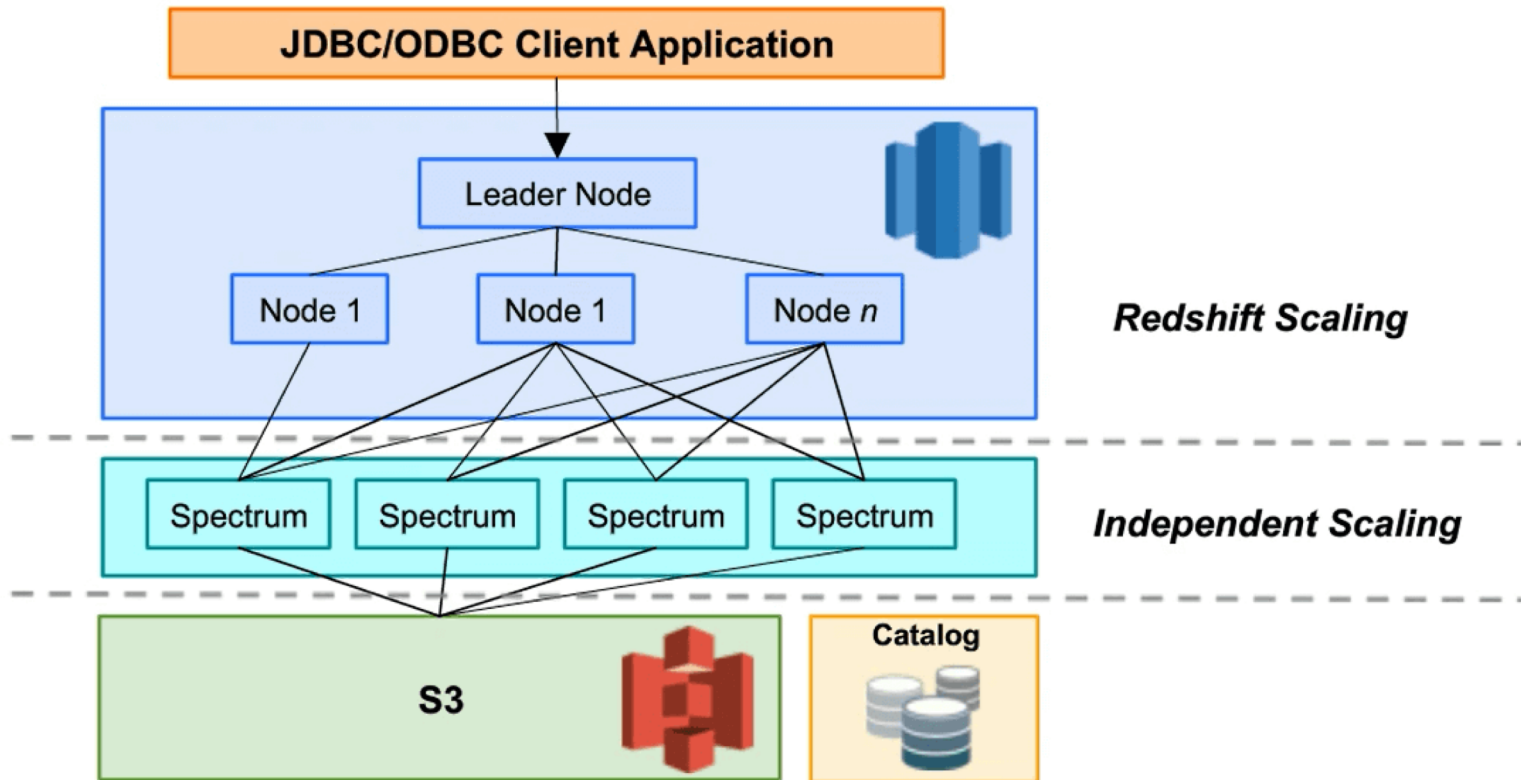 JDBC/ODBC Client Application
Leader Node
Node 1
Node 1
Node n
Redshift Scaling
Spectrum
Spectrum
Spectrum
Spectrum
Independent Scaling
S3
Catalog